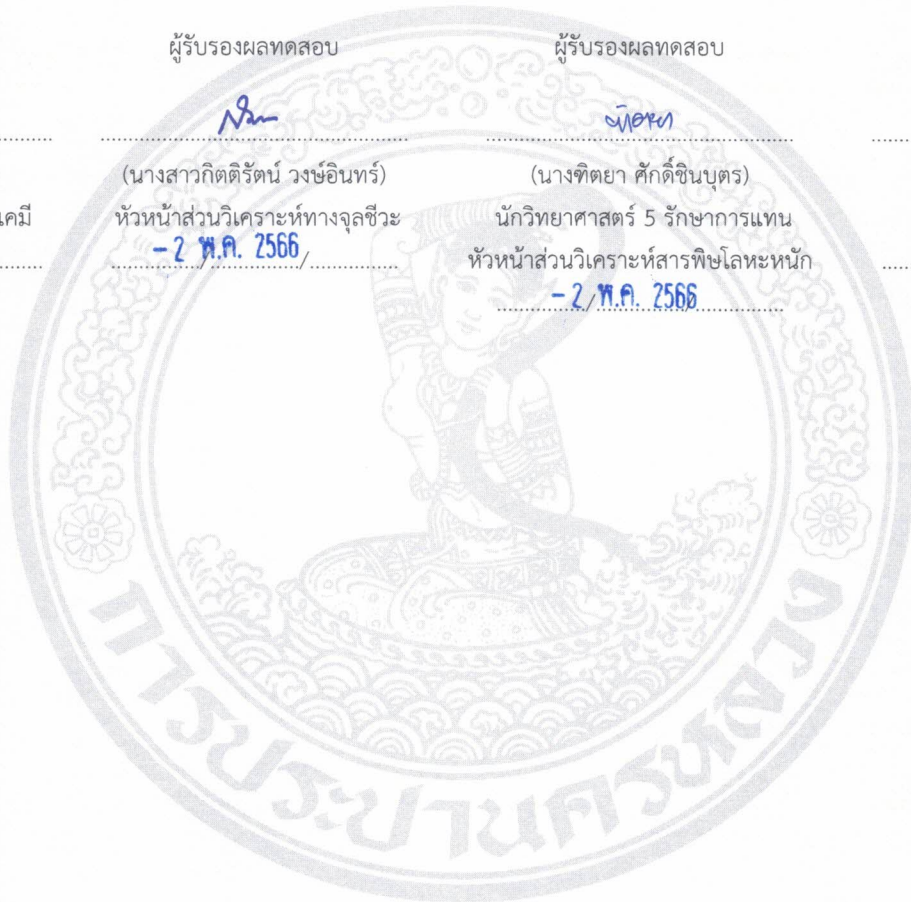 ผู้รับรองผลทดสอบ ผู้รับรองผลทดสอบ
(นางสาวกิตติรัตน์ วงษ์อินทร์) (นางทิตยา ศักดิ์ชินบุตร)
เคมี หัวหน้าส่วนวิเคราะห์ทางจุลชีวะ นักวิทยาศาสตร์ 5 รักษาการแทน
- 2 / พ.ค. 2566 / หัวหน้าส่วนวิเคราะห์สารพิษโลหะหนัก
- 2 / พ.ค. 2566
การประปานครหลวง